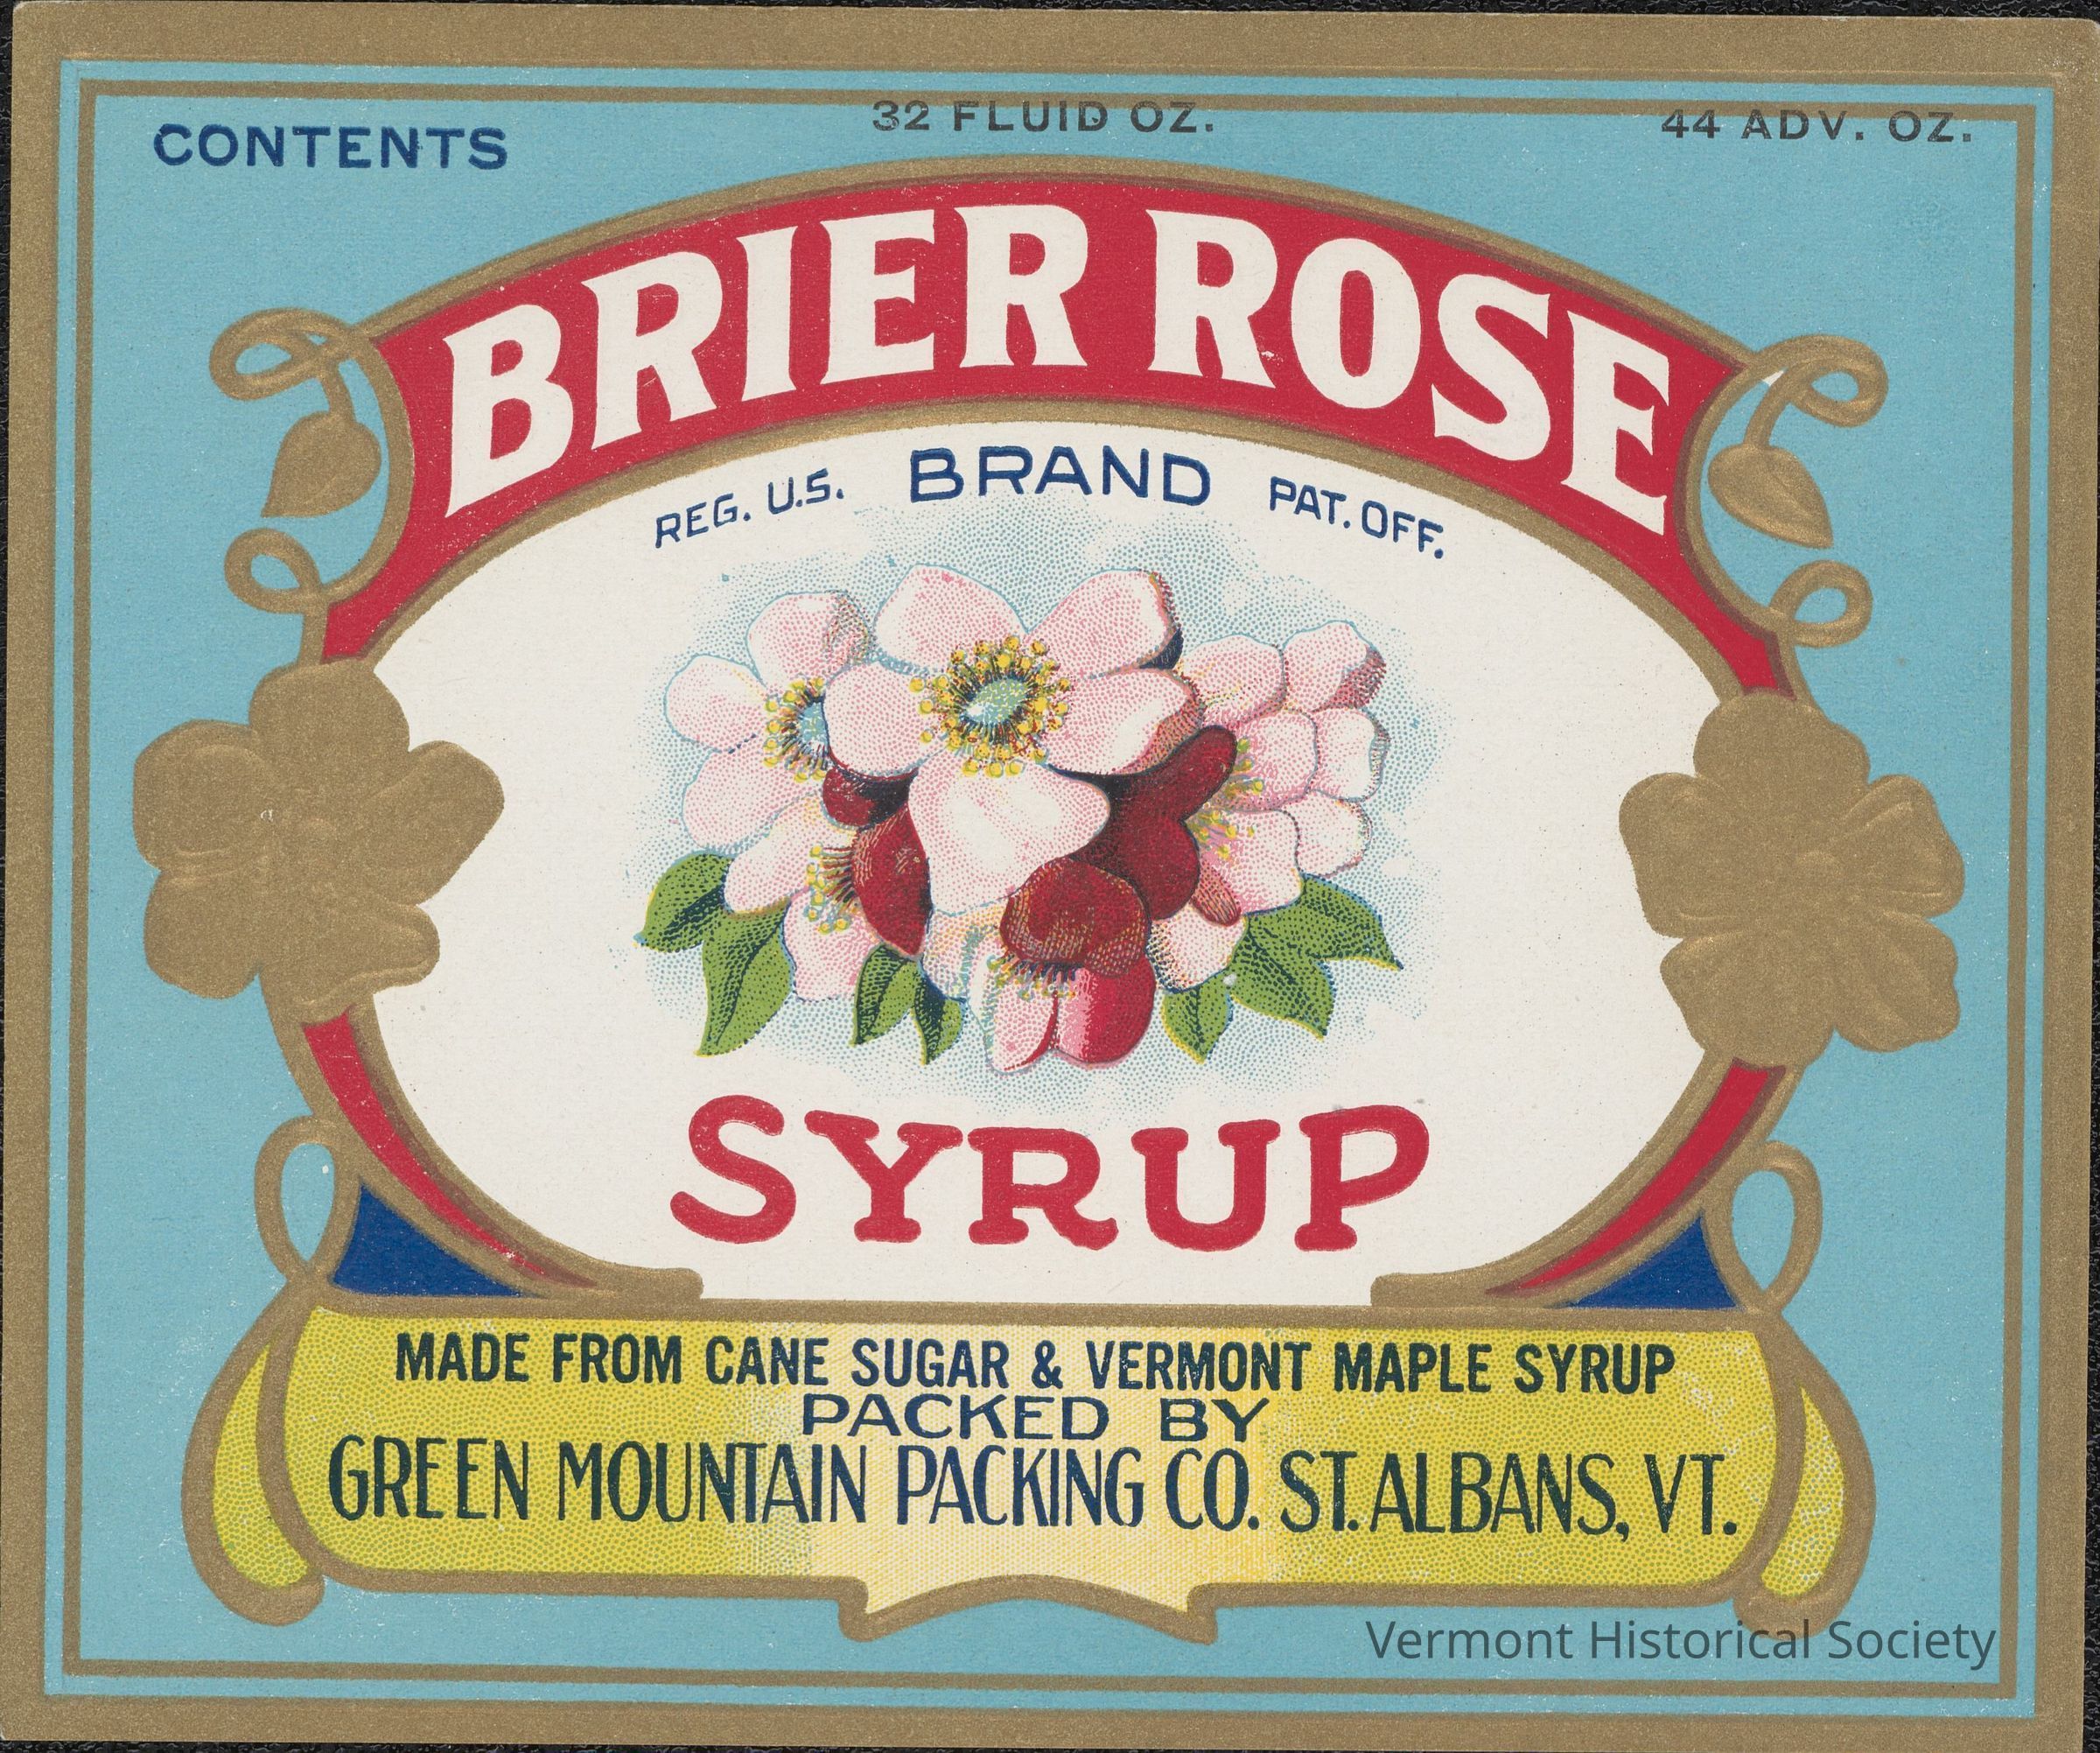 CONTENTS 32 FLUID OZ. 44 ADV. OZ.
BRIER ROSE
REG. U.S. BRAND PAT. OFF.
SYRUP
MADE FROM CANE SUGAR & VERMONT MAPLE SYRUP
PACKED BY
GREEN MOUNTAIN PACKING CO. ST. ALBANS, VT.
Vermont Historical Society